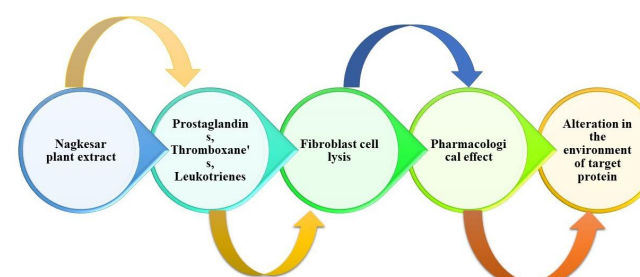 Nagkesar
plant extract
Prostaglandin
s,
Thromboxane's
s,
Leukotrienes
Fibroblast cell
lysis
Pharmacologi
cal effect
Alteration in
the
environment
of target
protein